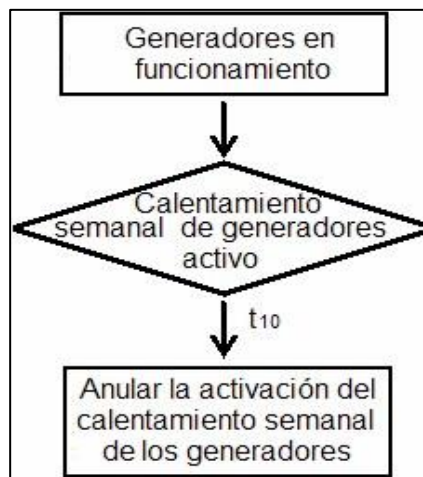 Generadores en
funcionamiento
Calentamiento
semanal de generadores
activo
t10
Anular la activación del
calentamiento semanal
de los generadores